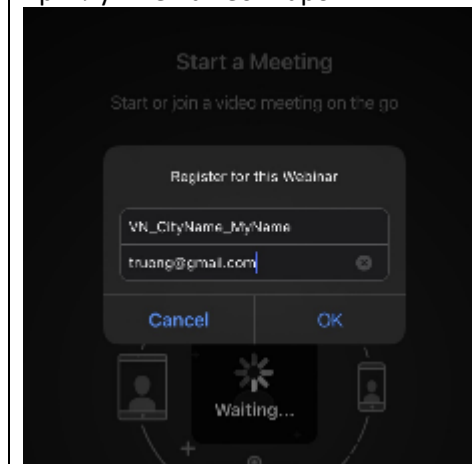 Start a Meeting
Start or join a video meeting on the go
Register for this Webinar
VN_CityName_MyName
truong@gmail.com
Cancel
OK
Waiting...